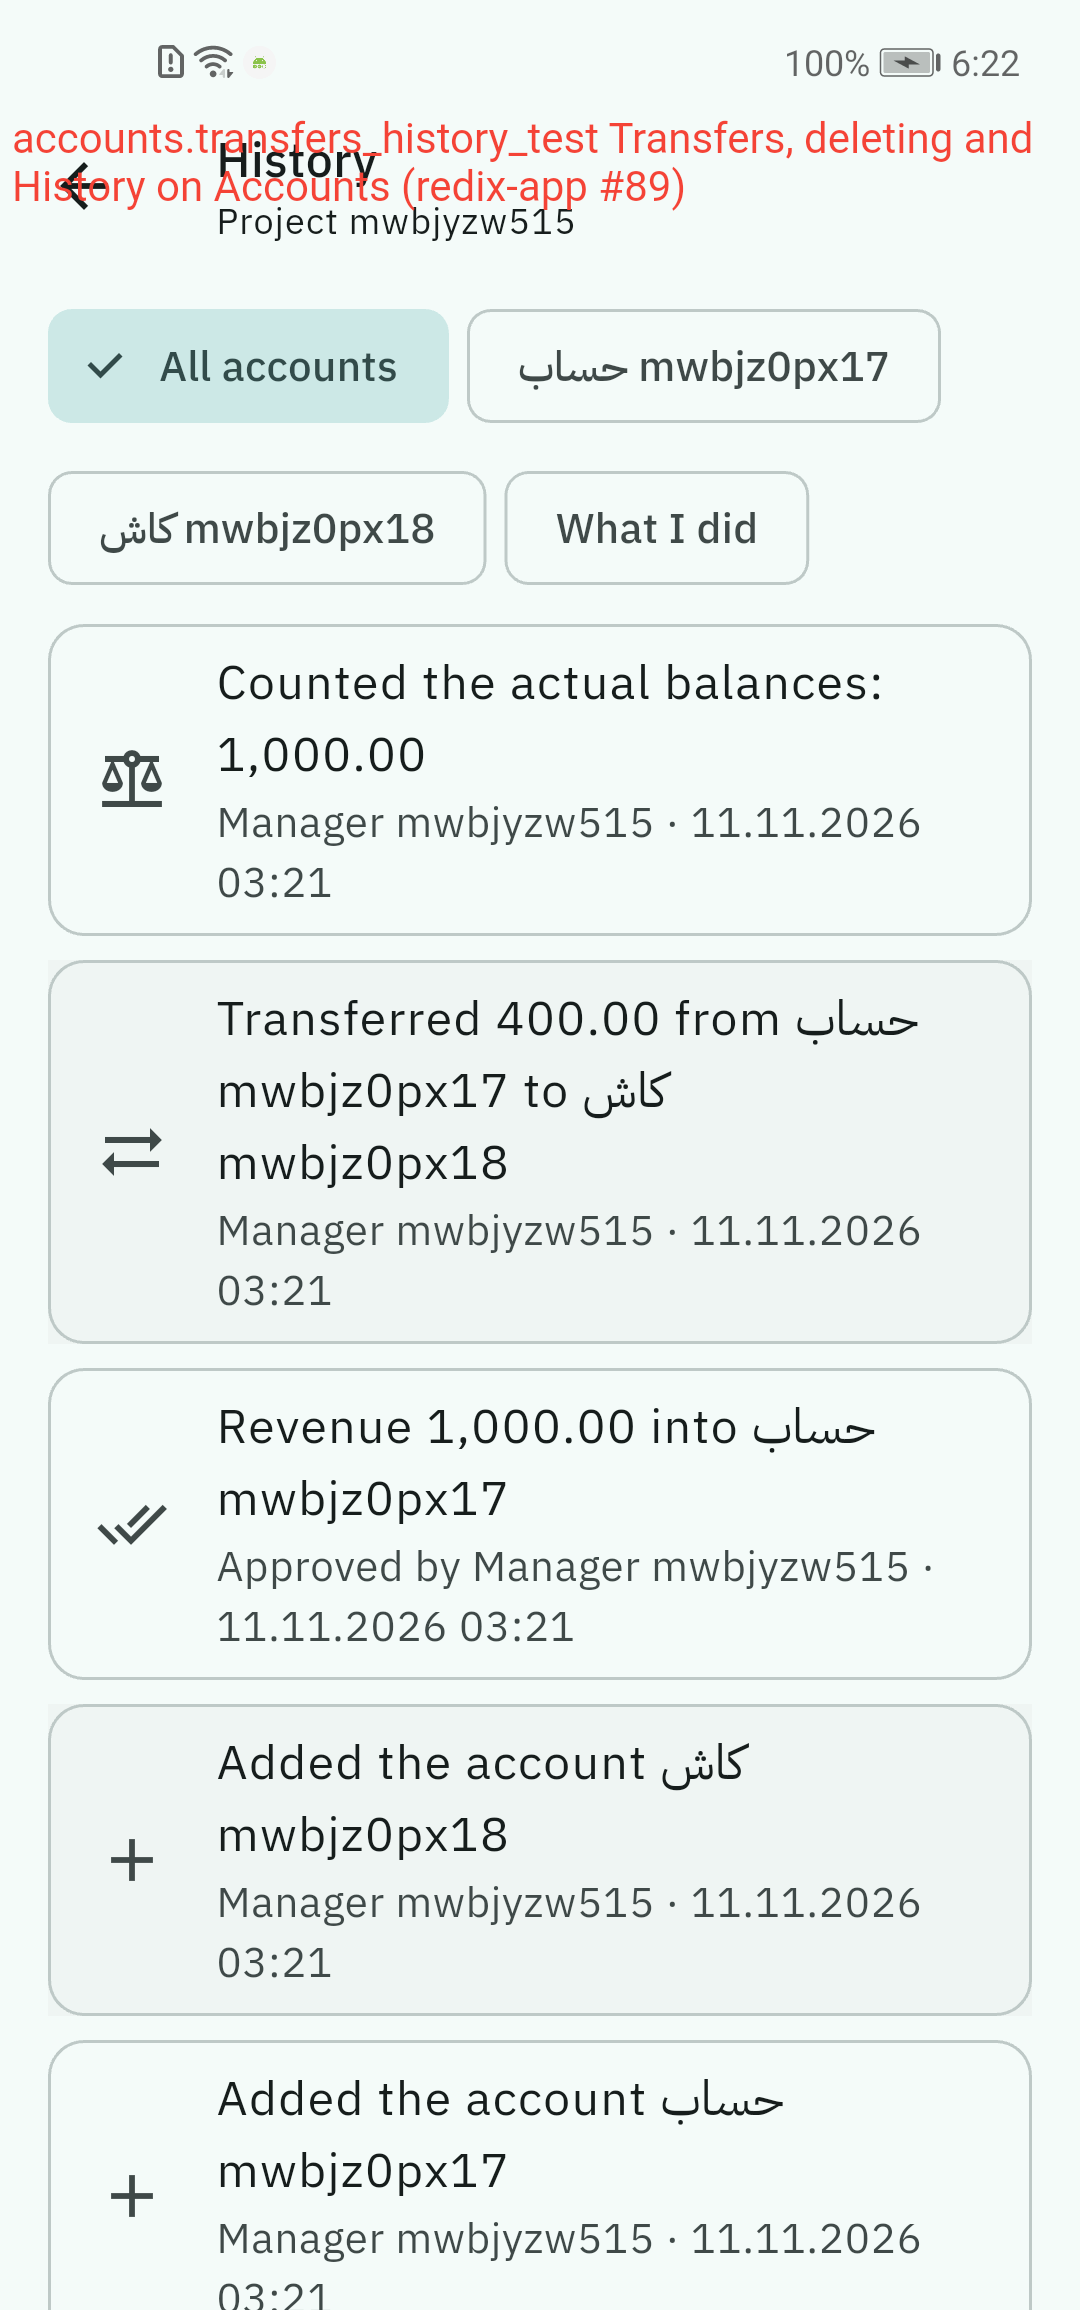 100% 6:22
accounts.transfers_history_test Transfers, deleting and
History on Accounts (redix-app #89)
History
Project mwbjyzw515
All accounts
حساب mwbjz0px17
كاش mwbjz0px18
What I did
Counted the actual balances:
1,000.00
Manager mwbjyzw515 · 11.11.2026
03:21
Transferred 400.00 from حساب
mwbjz0px17 to كاش
mwbjz0px18
Manager mwbjyzw515 · 11.11.2026
03:21
Revenue 1,000.00 into حساب
mwbjz0px17
Approved by Manager mwbjyzw515 ·
11.11.2026 03:21
Added the account كاش
mwbjz0px18
Manager mwbjyzw515 · 11.11.2026
03:21
Added the account حساب
mwbjz0px17
Manager mwbjyzw515 · 11.11.2026
03:21